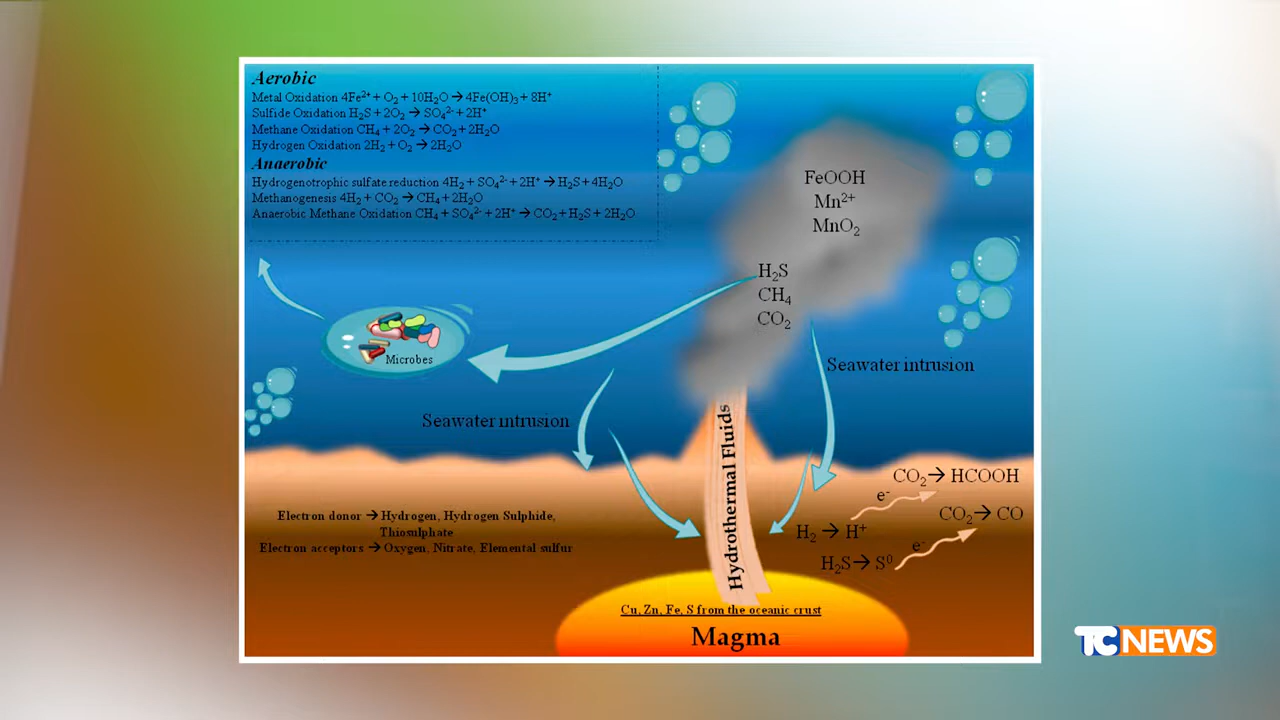 Aerobic
Metal Oxidation 4Fe²⁺ + O₂ + 10H₂O → 4Fe(OH)₃ + 8H⁺
Sulfide Oxidation H₂S + 2O₂ → SO₄²⁻ + 2H⁺
Methane Oxidation CH₄ + 2O₂ → CO₂ + 2H₂O
Hydrogen Oxidation 2H₂ + O₂ → 2H₂O
Anaerobic
Hydrogenotrophic sulfate reduction 4H₂ + SO₄²⁻ + 2H⁺ → H₂S + 4H₂O
Methanogenesis 4H₂ + CO₂ → CH₄ + 2H₂O
Anaerobic Methane Oxidation CH₄ + SO₄²⁻ + 2H⁺ → CO₂ + H₂S + 2H₂O
FeOOH
Mn²⁺
MnO₂
H₂S
CH₄
CO₂
Microbes
Seawater intrusion
Seawater intrusion
Hydrothermal Fluids
CO₂ → HCOOH
e⁻
CO₂ → CO
H₂ → H⁺
e⁻
H₂S → S⁰
Electron donor → Hydrogen, Hydrogen Sulphide,
Thiosulphate
Electron acceptors → Oxygen, Nitrate, Elemental sulfur
Cu, Zn, Fe, S from the oceanic crust
Magma
TC NEWS